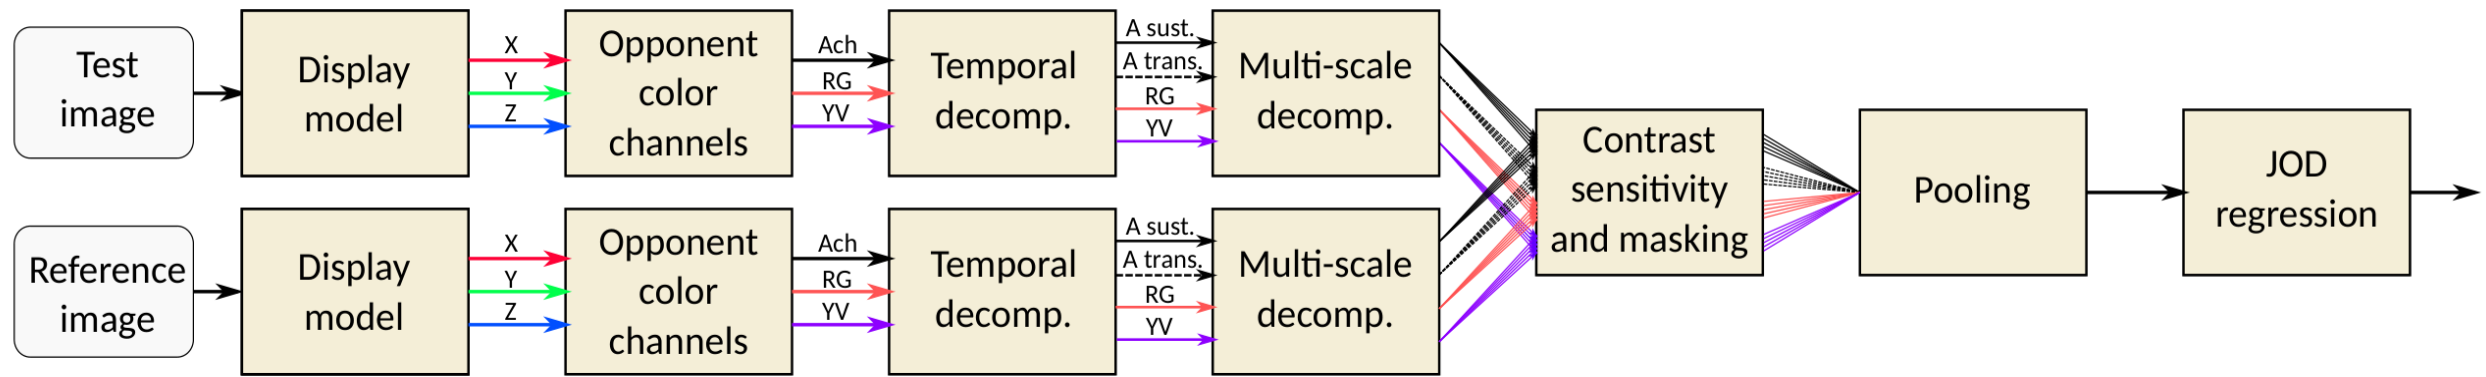 Test
image
Display
model
X
Y
Z
Opponent
color
channels
Ach
RG
YV
Temporal
decomp.
A sust.
A trans.
RG
YV
Multi-scale
decomp.
Reference
image
Display
model
X
Y
Z
Opponent
color
channels
Ach
RG
YV
Temporal
decomp.
A sust.
A trans.
RG
YV
Multi-scale
decomp.
Contrast
sensitivity
and masking
Pooling
JOD
regression